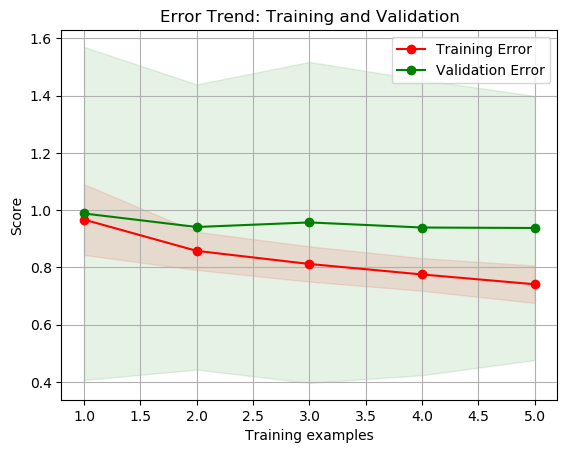 Error Trend: Training and Validation
1.6
1.4
1.2
1.0
0.8
0.6
0.4
Score
Training Error
Validation Error
1.0 1.5 2.0 2.5 3.0 3.5 4.0 4.5 5.0
Training examples